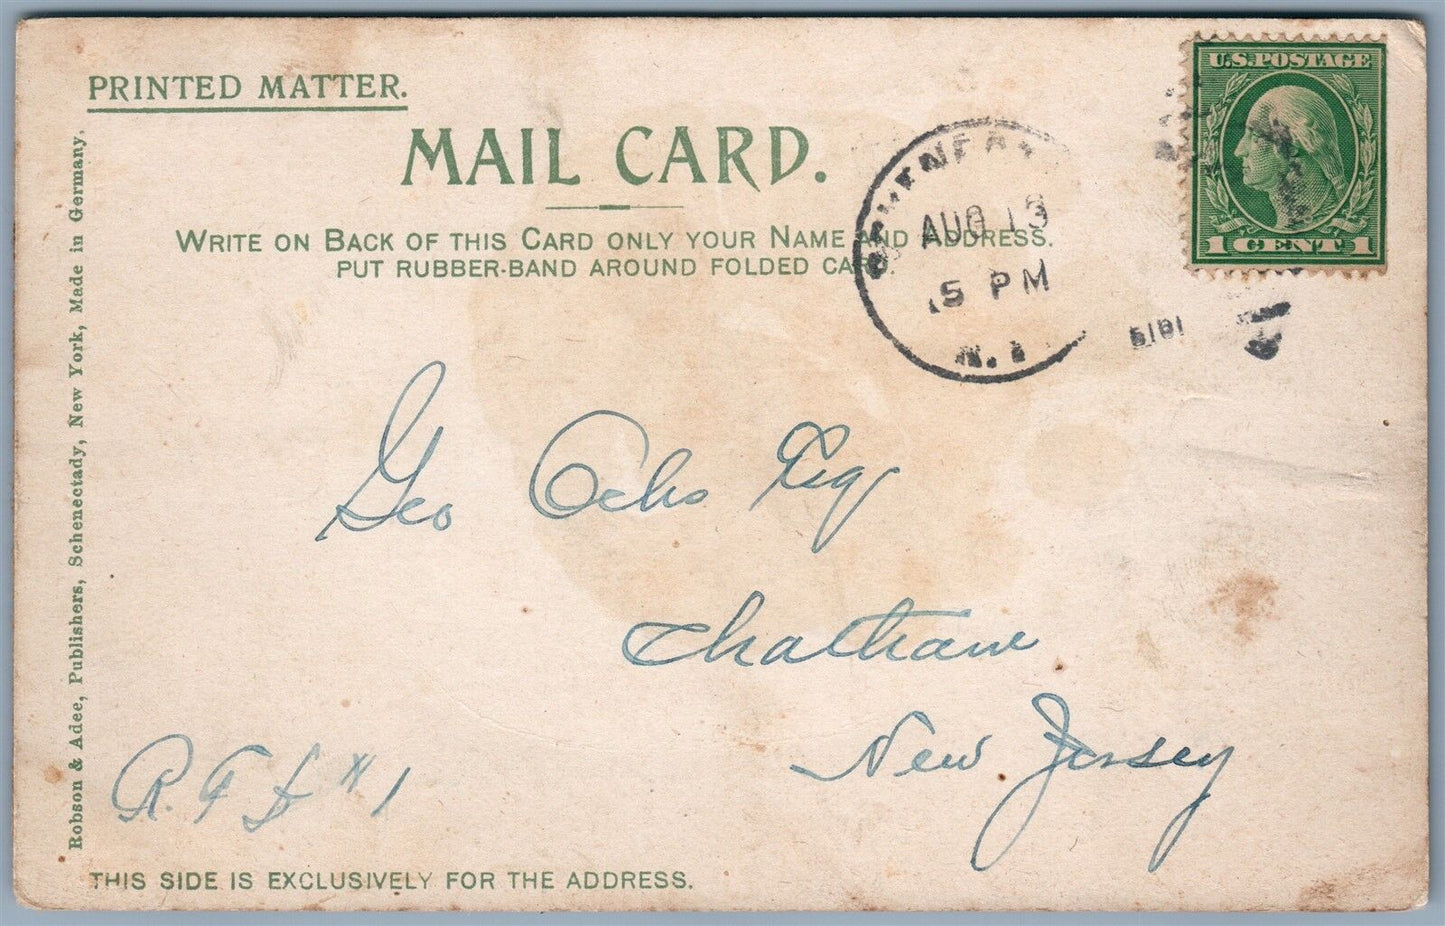 PRINTED MATTER.
MAIL CARD.
WRITE ON BACK OF THIS CARD ONLY YOUR NAME AND ADDRESS.
PUT RUBBER-BAND AROUND FOLDED CARD.
U.S. POSTAGE
1 CENT 1
AUG 13
5 PM
Geo Ochs Esq
Chatham
New Jersey
R.F.D #1
THIS SIDE IS EXCLUSIVELY FOR THE ADDRESS.
Robson & Adee, Publishers, Schenectady, New York, Made in Germany.